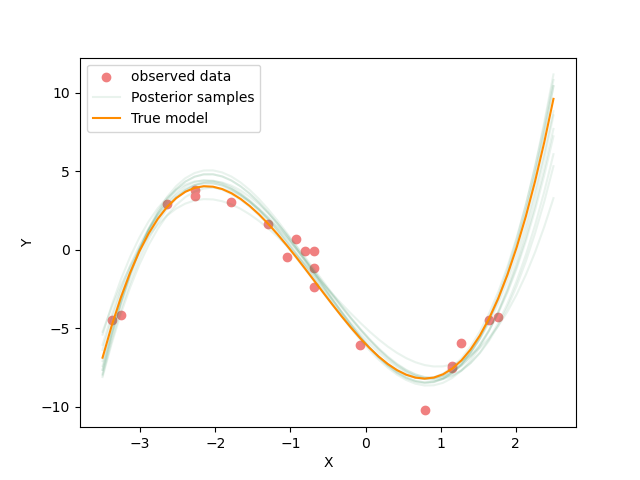 observed data
Posterior samples
True model
10
5
0
−5
−10
Y
−3
−2
−1
0
1
2
X